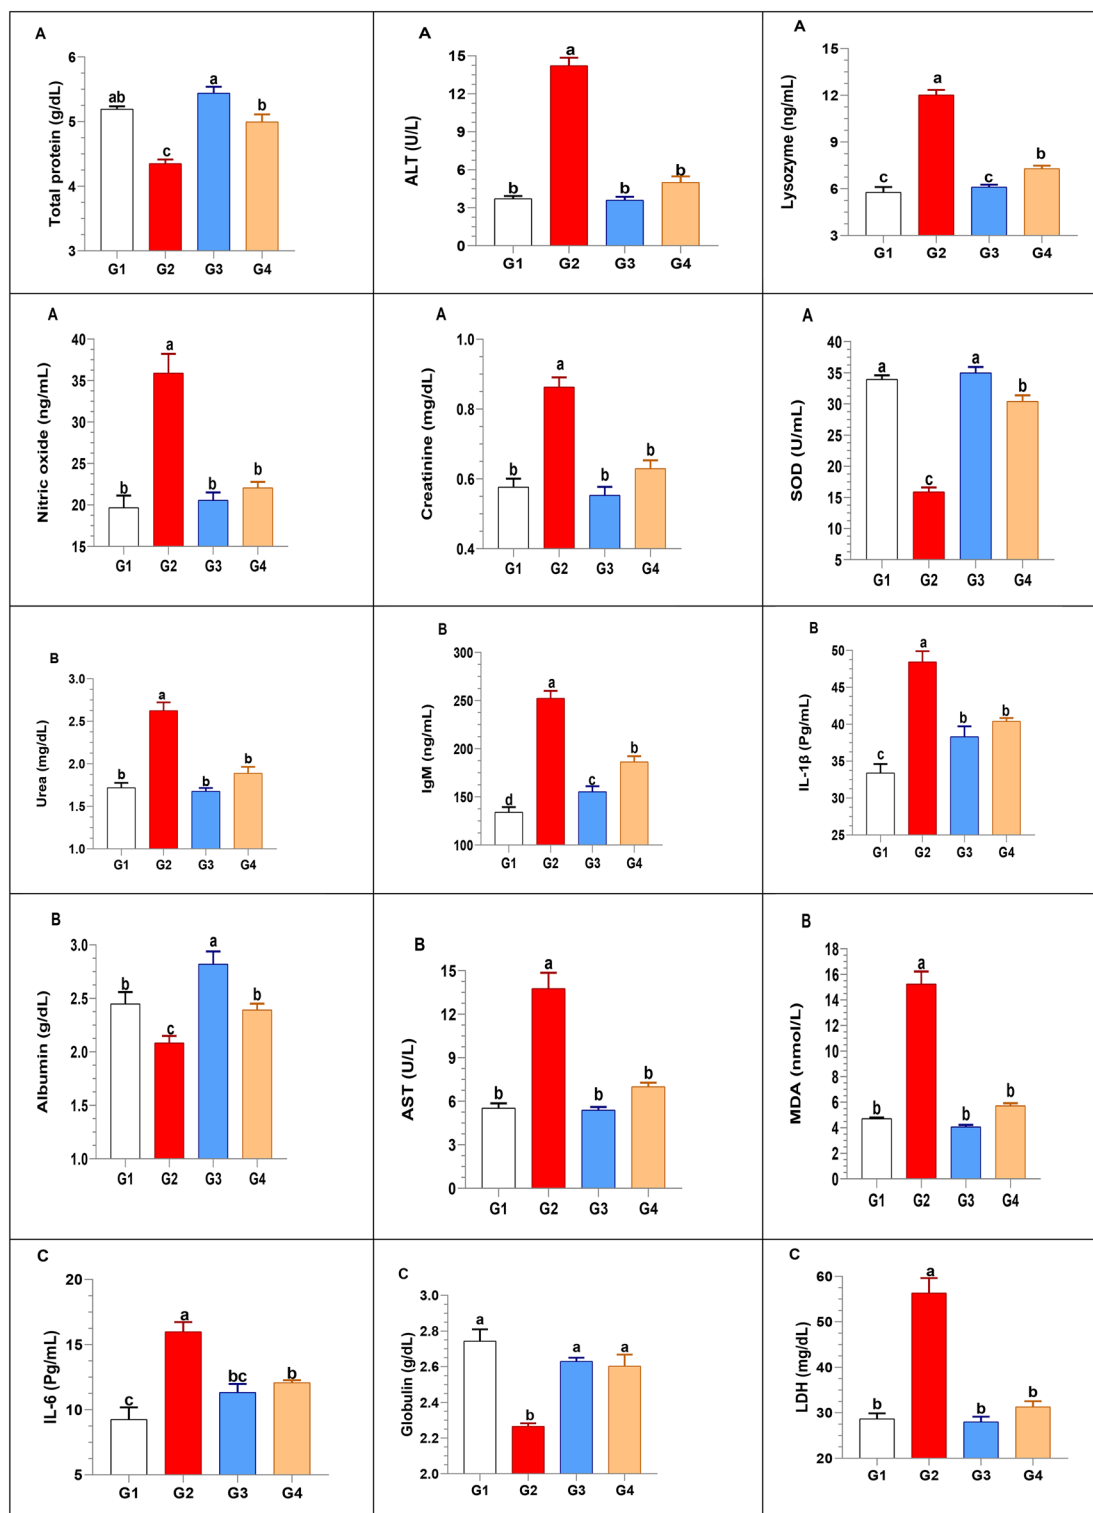 A
Total protein (g/dL)
6
5
4
3
ab
c
a
b
G1 G2 G3 G4
A
ALT (U/L)
15
12
9
6
3
0
b
a
b
b
G1 G2 G3 G4
A
Lysozyme (ng/mL)
15
12
9
6
3
c
a
c
b
G1 G2 G3 G4
A
Nitric oxide (ng/mL)
40
35
30
25
20
15
b
a
b
b
G1 G2 G3 G4
A
Creatinine (mg/dL)
1.0
0.8
0.6
0.4
b
a
b
b
G1 G2 G3 G4
A
SOD (U/mL)
40
35
30
25
20
15
10
5
a
c
a
b
G1 G2 G3 G4
B
Urea (mg/dL)
3.0
2.5
2.0
1.5
1.0
b
a
b
b
G1 G2 G3 G4
B
IgM (ng/mL)
300
250
200
150
100
d
a
c
b
G1 G2 G3 G4
B
IL-1β (Pg/mL)
50
45
40
35
30
25
c
a
b
b
G1 G2 G3 G4
B
Albumin (g/dL)
3.0
2.5
2.0
1.5
1.0
b
c
a
b
G1 G2 G3 G4
B
AST (U/L)
15
12
9
6
3
0
b
a
b
b
G1 G2 G3 G4
B
MDA (nmol/L)
18
16
14
12
10
8
6
4
2
0
b
a
b
b
G1 G2 G3 G4
C
IL-6 (Pg/mL)
20
15
10
5
c
a
bc
b
G1 G2 G3 G4
C
Globulin (g/dL)
3.0
2.8
2.6
2.4
2.2
2.0
a
b
a
a
G1 G2 G3 G4
C
LDH (mg/dL)
60
50
40
30
20
b
a
b
b
G1 G2 G3 G4